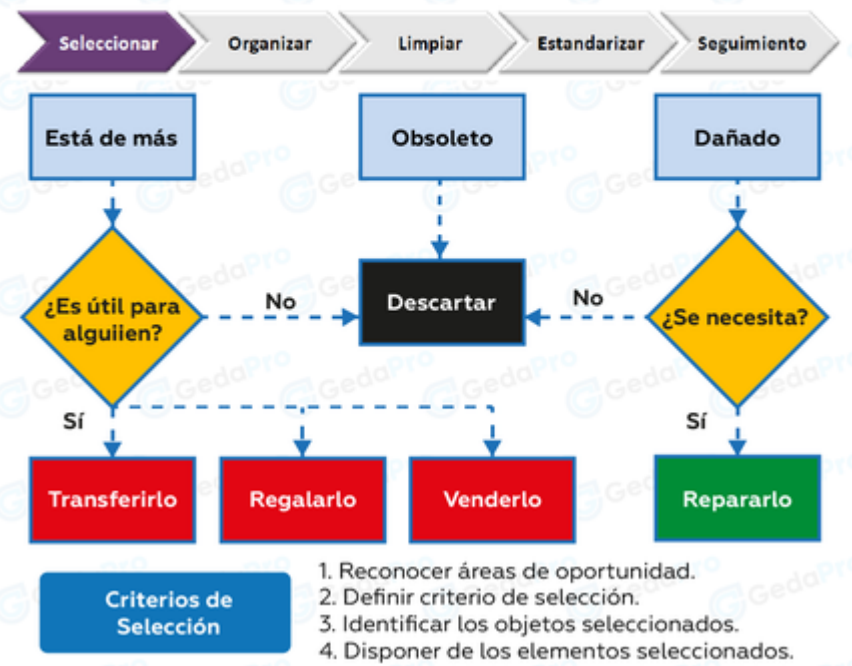 Seleccionar
Organizar
Limpiar
Estandarizar
Seguimiento
Está de más
Obsoleto
Dañado
¿Es útil para
alguiien?
No
Descartar
No
¿Se necesita?
Sí
Sí
Transferirlo
Regalarlo
Venderlo
Repararlo
Criterios de
Selección
1. Reconocer áreas de oportunidad.
2. Definir criterio de selección.
3. Identificar los objetos seleccionados.
4. Disponer de los elementos seleccionados.
GedaPro